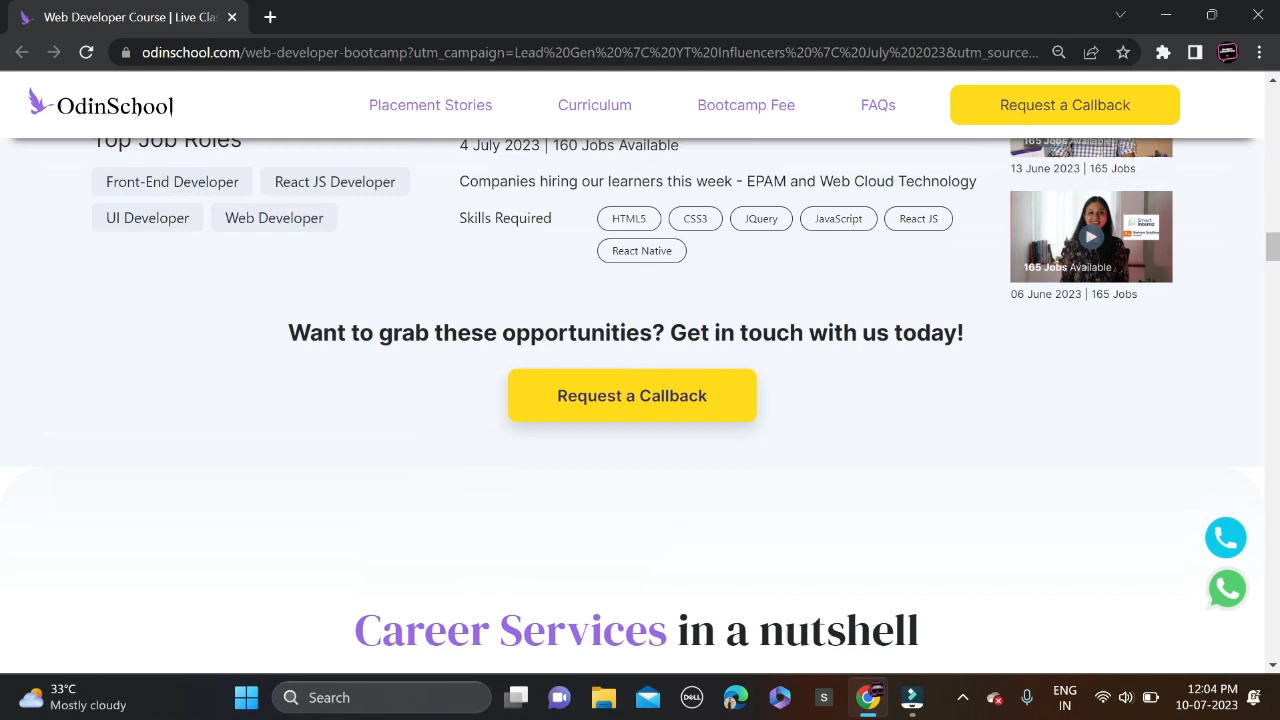 Web Developer Course | Live Clas
odinschool.com/web-developer-bootcamp?utm_campaign=Lead%20Gen%20%7C%20YT%20Influencers%20%7C%20July%202023&utm_source...
OdinSchool
Placement Stories
Curriculum
Bootcamp Fee
FAQs
Request a Callback
Top Job Roles
Front-End Developer
React JS Developer
UI Developer
Web Developer
4 July 2023 | 160 Jobs Available
Companies hiring our learners this week - EPAM and Web Cloud Technology
Skills Required
HTML5
CSS3
JQuery
JavaScript
React JS
React Native
165 Jobs Available
13 June 2023 | 165 Jobs
165 Jobs Available
06 June 2023 | 165 Jobs
Want to grab these opportunities? Get in touch with us today!
Request a Callback
Career Services in a nutshell
33°C
Mostly cloudy
Search
DELL
S
ENG
IN
12:04 PM
10-07-2023